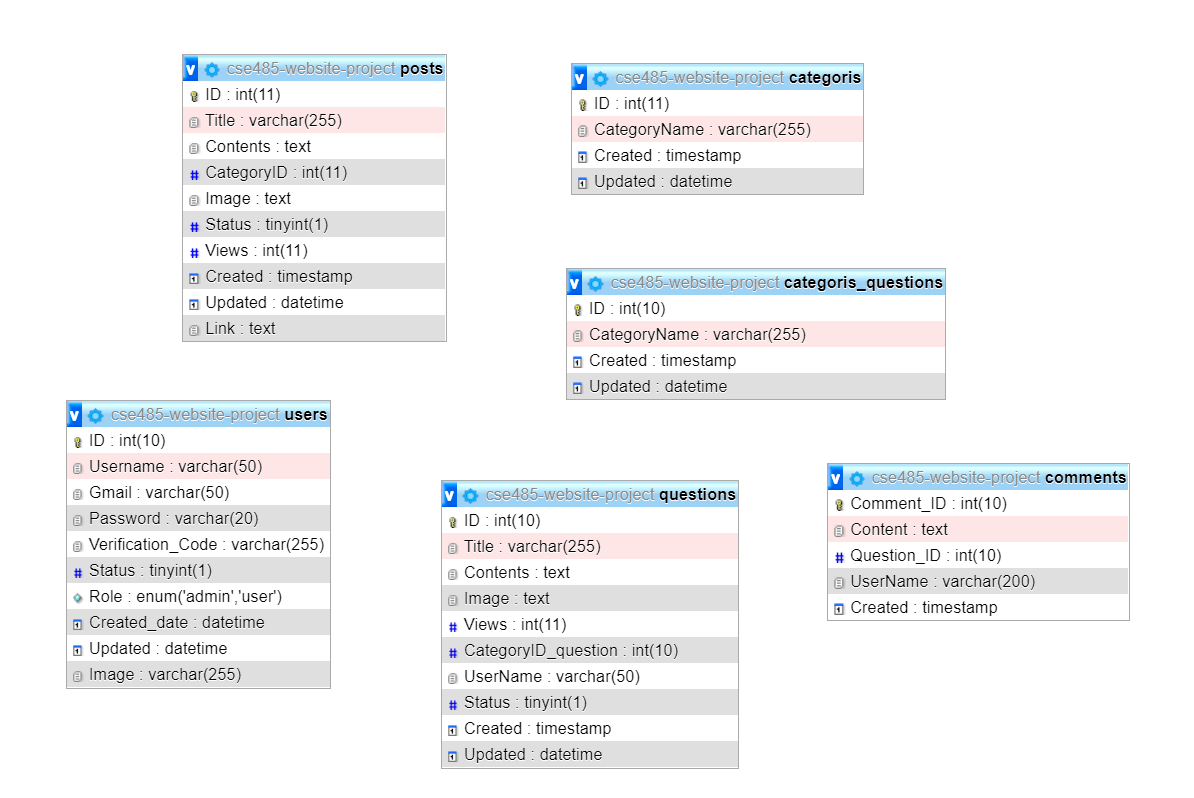 cse485-website-project posts
ID : int(11)
Title : varchar(255)
Contents : text
CategoryID : int(11)
Image : text
Status : tinyint(1)
Views : int(11)
Created : timestamp
Updated : datetime
Link : text
cse485-website-project categoris
ID : int(11)
CategoryName : varchar(255)
Created : timestamp
Updated : datetime
cse485-website-project categoris_questions
ID : int(10)
CategoryName : varchar(255)
Created : timestamp
Updated : datetime
cse485-website-project users
ID : int(10)
Username : varchar(50)
Gmail : varchar(50)
Password : varchar(20)
Verification_Code : varchar(255)
Status : tinyint(1)
Role : enum('admin','user')
Created_date : datetime
Updated : datetime
Image : varchar(255)
cse485-website-project questions
ID : int(10)
Title : varchar(255)
Contents : text
Image : text
Views : int(11)
CategoryID_question : int(10)
UserName : varchar(50)
Status : tinyint(1)
Created : timestamp
Updated : datetime
cse485-website-project comments
Comment_ID : int(10)
Content : text
Question_ID : int(10)
UserName : varchar(200)
Created : timestamp